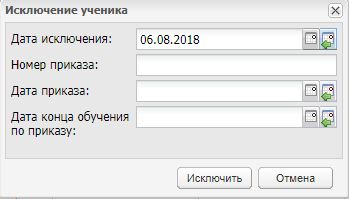 Исключение ученика
Дата исключения: 06.08.2018
Номер приказа:
Дата приказа:
Дата конца обучения
по приказу:
Исключить Отмена